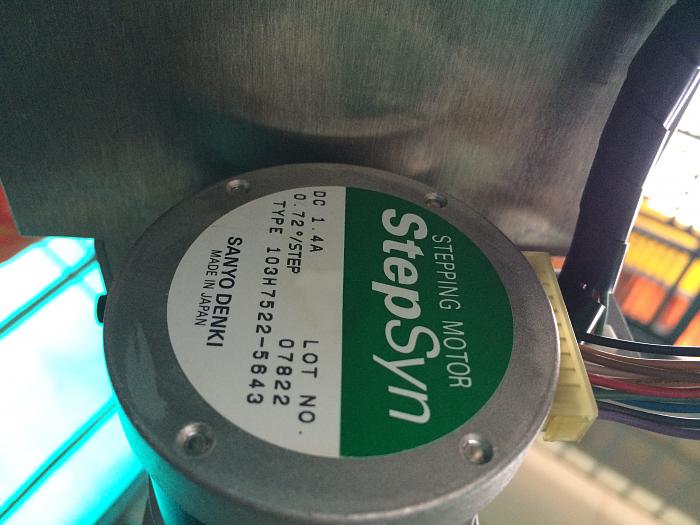 STEPPING MOTOR
StepSyn
DC 1.4A
0.72°/STEP
TYPE 103H7522-5643
LOT NO.
07822
SANYO DENKI
MADE IN JAPAN